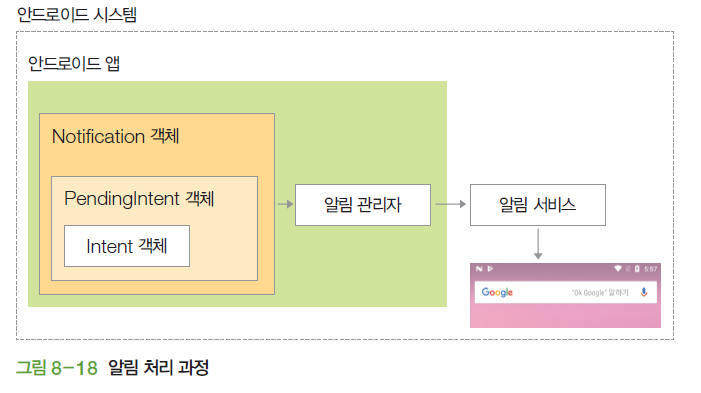 안드로이드 시스템
안드로이드 앱
Notification 객체
PendingIntent 객체
Intent 객체
알림 관리자
알림 서비스
5:57
Google
"Ok Google" 말하기
그림 8-18 알림 처리 과정